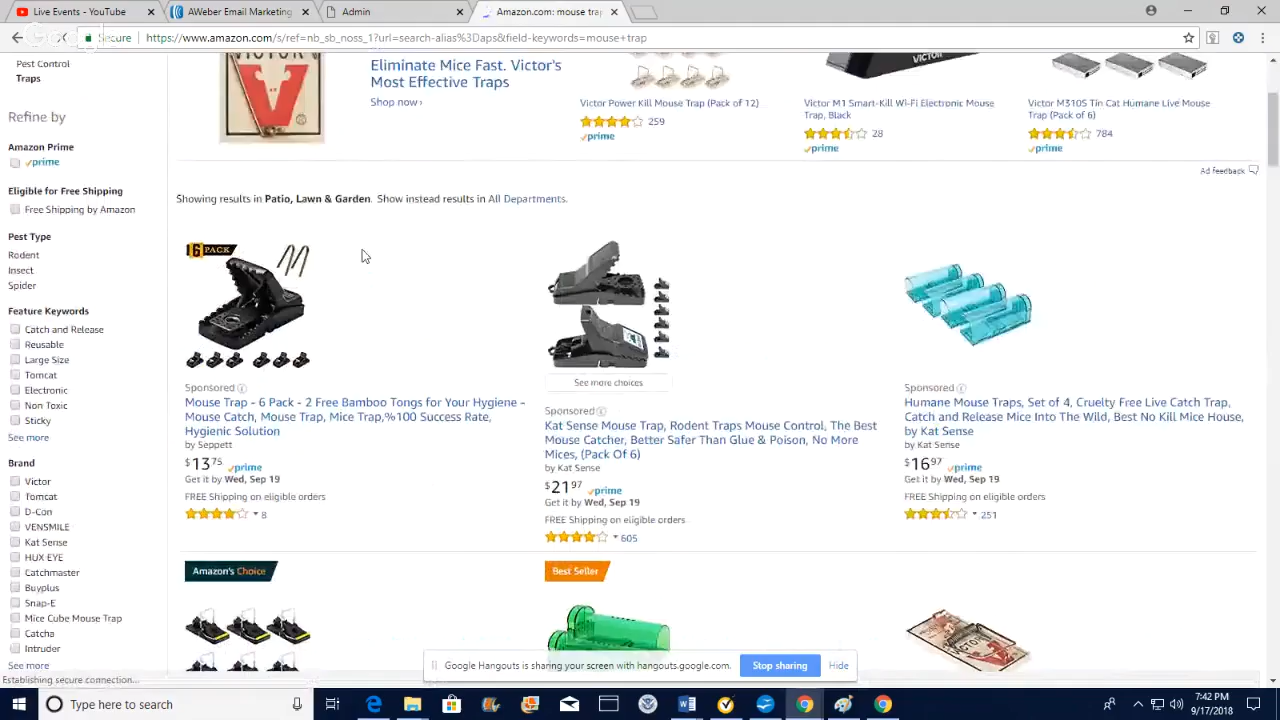 Live Events - YouTube
AWeber Email Marketing
Admin
Amazon.com: mouse trap
Secure
https://www.amazon.com/s/ref=nb_sb_noss_1?url=search-alias%3Daps&field-keywords=mouse+trap
Pest Control
Traps
Refine by
Amazon Prime
prime
Eligible for Free Shipping
Free Shipping by Amazon
Pest Type
Rodent
Insect
Spider
Feature Keywords
Catch and Release
Reusable
Large Size
Tomcat
Electronic
Non Toxic
Sticky
See more
Brand
Victor
Tomcat
D-Con
VENSMILE
Kat Sense
HUX EYE
Catchmaster
Buyplus
Snap-E
Mice Cube Mouse Trap
Catcha
Intruder
See more
V
Eliminate Mice Fast. Victor's
Most Effective Traps
Shop now ›
Victor Power Kill Mouse Trap (Pack of 12)
259
prime
VICTOR
Victor M1 Smart-Kill Wi-Fi Electronic Mouse
Trap, Black
28
prime
Victor M310S Tin Cat Humane Live Mouse
Trap (Pack of 6)
784
prime
Ad feedback
Showing results in Patio, Lawn & Garden. Show instead results in All Departments.
6 PACK
Sponsored
Mouse Trap - 6 Pack - 2 Free Bamboo Tongs for Your Hygiene -
Mouse Catch, Mouse Trap, Mice Trap,%100 Success Rate,
Hygienic Solution
by Seppett
$13 75 prime
Get it by Wed, Sep 19
FREE Shipping on eligible orders
8
See more choices
Sponsored
Kat Sense Mouse Trap, Rodent Traps Mouse Control, The Best
Mouse Catcher, Better Safer Than Glue & Poison, No More
Mices, (Pack Of 6)
by Kat Sense
$21 97 prime
Get it by Wed, Sep 19
FREE Shipping on eligible orders
605
Sponsored
Humane Mouse Traps, Set of 4, Cruelty Free Live Catch Trap,
Catch and Release Mice Into The Wild, Best No Kill Mice House,
by Kat Sense
by Kat Sense
$16 97 prime
Get it by Wed, Sep 19
FREE Shipping on eligible orders
251
Amazon's Choice
Best Seller
Google Hangouts is sharing your screen with hangouts.google.com.
Stop sharing
Hide
Establishing secure connection...
Type here to search
7:42 PM
9/17/2018